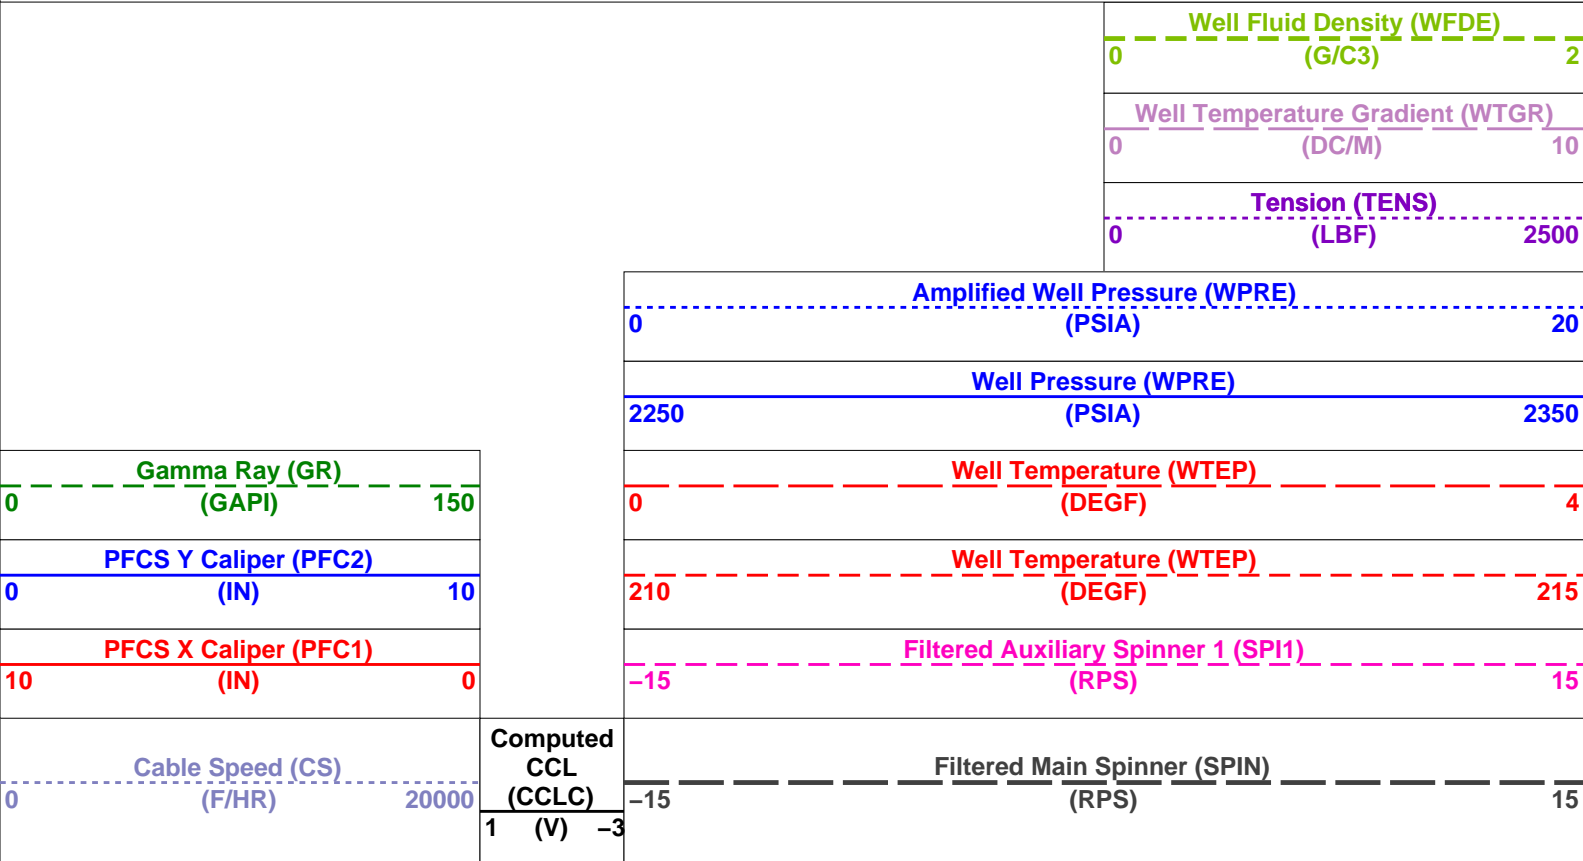 Well Fluid Density (WFDE)
0 (G/C3) 2
Well Temperature Gradient (WTGR)
0 (DC/M) 10
Tension (TENS)
0 (LBF) 2500
Amplified Well Pressure (WPRE)
0 (PSIA) 20
Well Pressure (WPRE)
2250 (PSIA) 2350
Gamma Ray (GR)
0 (GAPI) 150
Well Temperature (WTEP)
0 (DEGF) 4
PFCS Y Caliper (PFC2)
0 (IN) 10
Well Temperature (WTEP)
210 (DEGF) 215
PFCS X Caliper (PFC1)
10 (IN) 0
Filtered Auxiliary Spinner 1 (SPI1)
−15 (RPS) 15
Cable Speed (CS)
0 (F/HR) 20000
Computed
CCL
(CCLC)
1 (V) −3
Filtered Main Spinner (SPIN)
−15 (RPS) 15